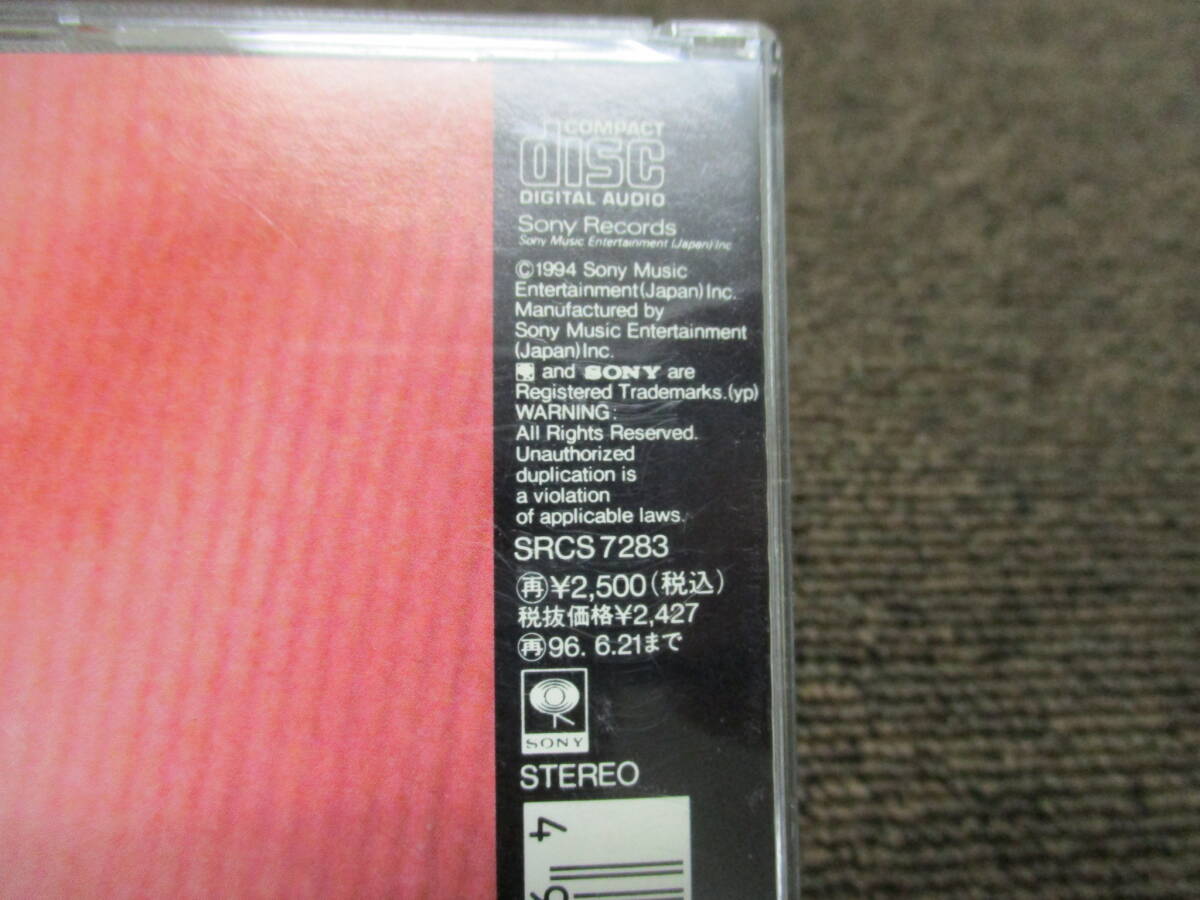 COMPACT
disc
DIGITAL AUDIO
Sony Records
Sony Music Entertainment (Japan) Inc
©1994 Sony Music
Entertainment(Japan)Inc.
Manufactured by
Sony Music Entertainment
(Japan)Inc.
and SONY are
Registered Trademarks.(yp)
WARNING:
All Rights Reserved.
Unauthorized
duplication is
a violation
of applicable laws.
SRCS 7283
㊢¥2,500(税込)
税抜価格¥2,427
㊢96. 6.21まで
SONY
STEREO
4